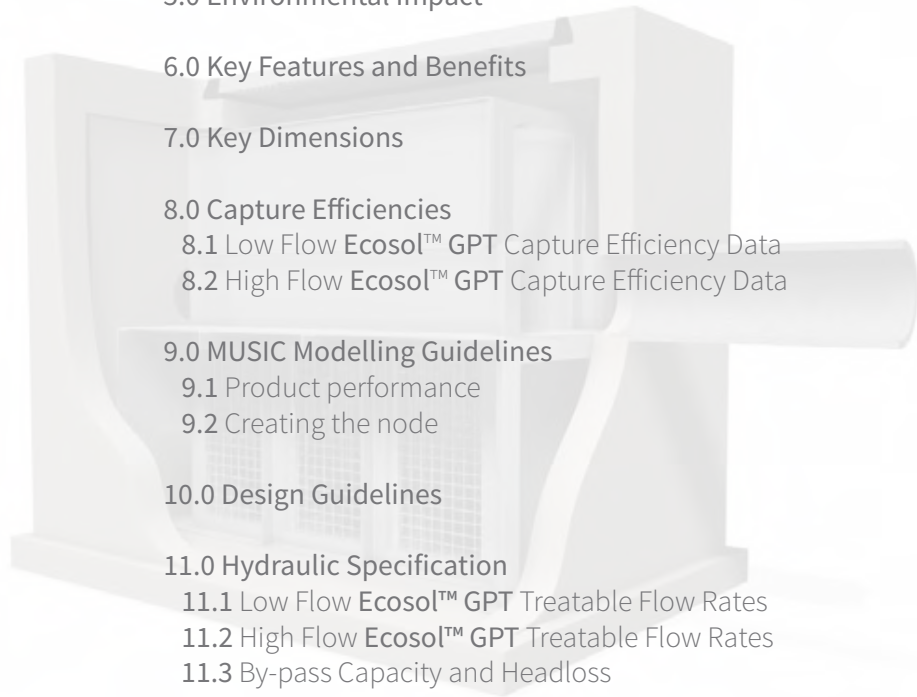 5.0 Environmental Impact
6.0 Key Features and Benefits
7.0 Key Dimensions
8.0 Capture Efficiencies
8.1 Low Flow Ecosol™ GPT Capture Efficiency Data
8.2 High Flow Ecosol™ GPT Capture Efficiency Data
9.0 MUSIC Modelling Guidelines
9.1 Product performance
9.2 Creating the node
10.0 Design Guidelines
11.0 Hydraulic Specification
11.1 Low Flow Ecosol™ GPT Treatable Flow Rates
11.2 High Flow Ecosol™ GPT Treatable Flow Rates
11.3 By-pass Capacity and Headloss